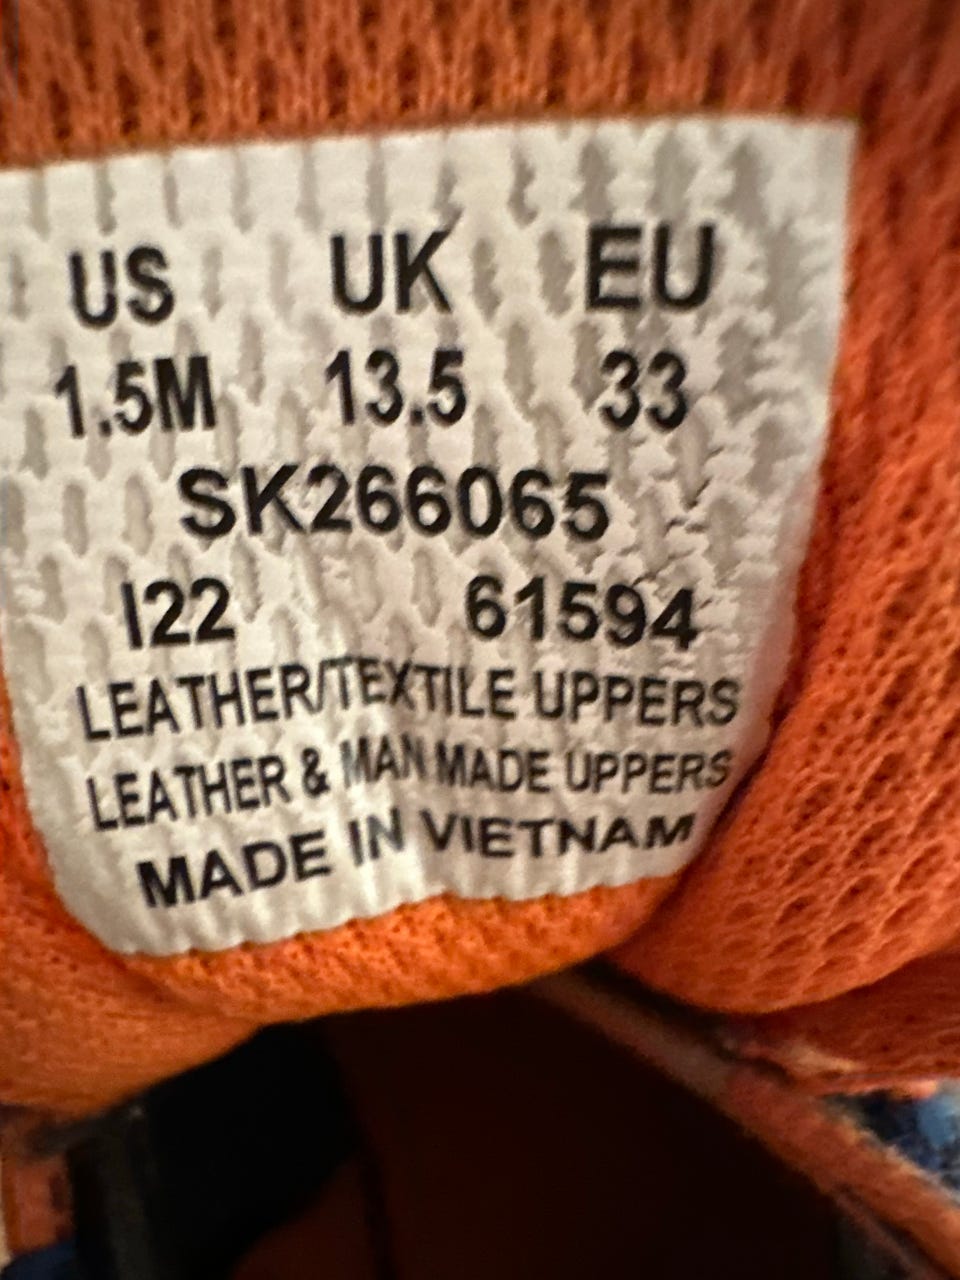 US UK EU
1.5M 13.5 33
SK266065
I22 61594
LEATHER/TEXTILE UPPERS
LEATHER & MAN MADE UPPERS
MADE IN VIETNAM